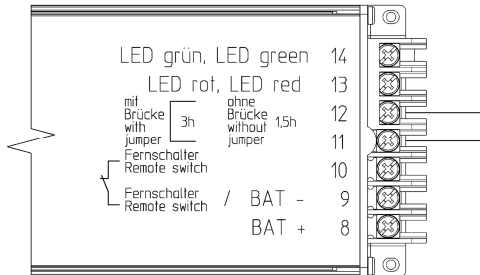 LED grün, LED green 14
LED rot, LED red 13
mit Brücke with jumper 3h ohne Brücke without jumper 1,5h 12
11
Fernschalter
Remote switch 10
Fernschalter
Remote switch / BAT - 9
BAT + 8